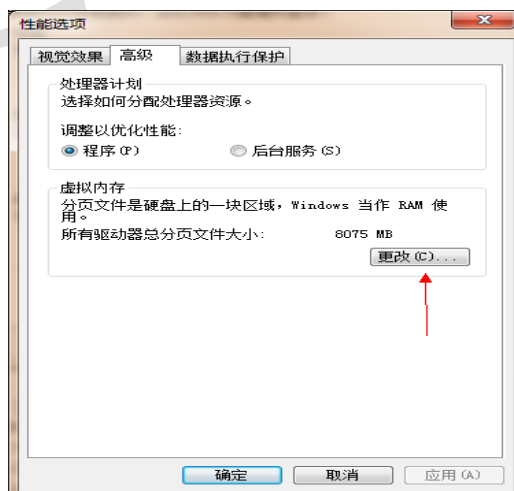 性能选项
视觉效果 高级 数据执行保护
处理器计划
选择如何分配处理器资源。
调整以优化性能:
程序(P) 后台服务(S)
虚拟内存
分页文件是硬盘上的一块区域，Windows 当作 RAM 使
用。
所有驱动器总分页文件大小: 8075 MB
更改(C)...
确定 取消 应用(A)